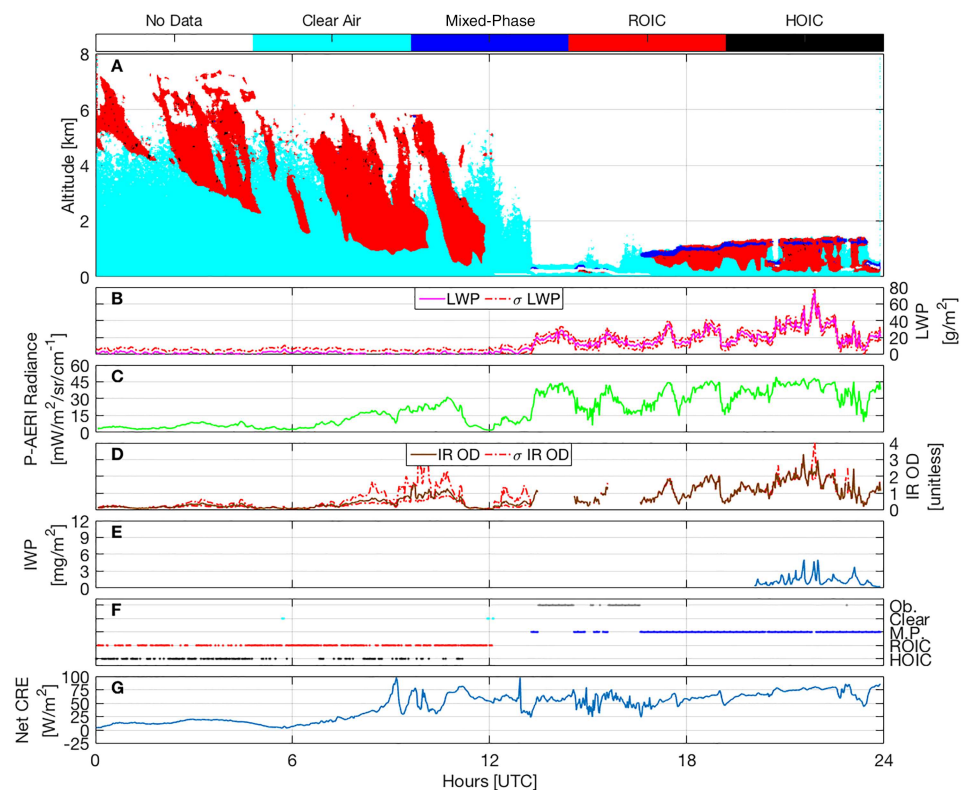 No Data Clear Air Mixed-Phase ROIC HOIC
A
8
6
4
2
0
Altitude [km]
B
LWP σ LWP
80
60
40
20
0
LWP
[g/m²]
C
60
45
30
15
0
P-AERI Radiance
[mW/m²/sr/cm⁻¹]
D
IR OD σ IR OD
4
3
2
1
0
IR OD
[unitless]
E
12
9
6
3
0
IWP
[mg/m²]
F
Ob.
Clear
M.P.
ROIC
HOIC
G
100
75
50
25
0
-25
Net CRE
[W/m²]
0 6 12 18 24
Hours [UTC]